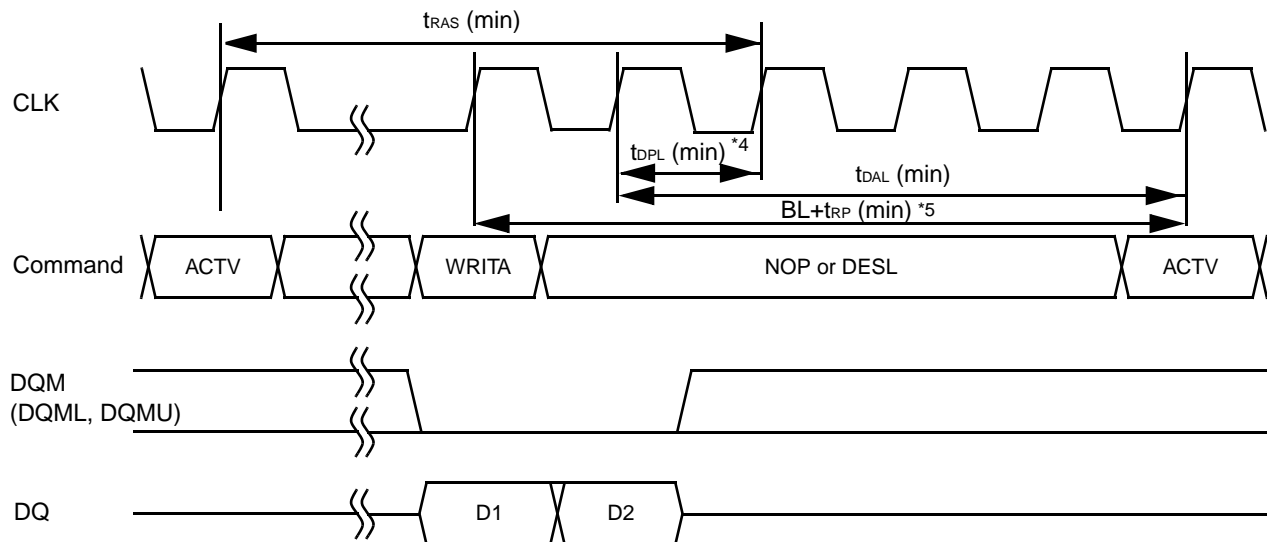 tRAS (min)
CLK
tDPL (min) *4
tDAL (min)
BL+tRP (min) *5
Command ACTV WRITA NOP or DESL ACTV
DQM
(DQML, DQMU)
DQ D1 D2